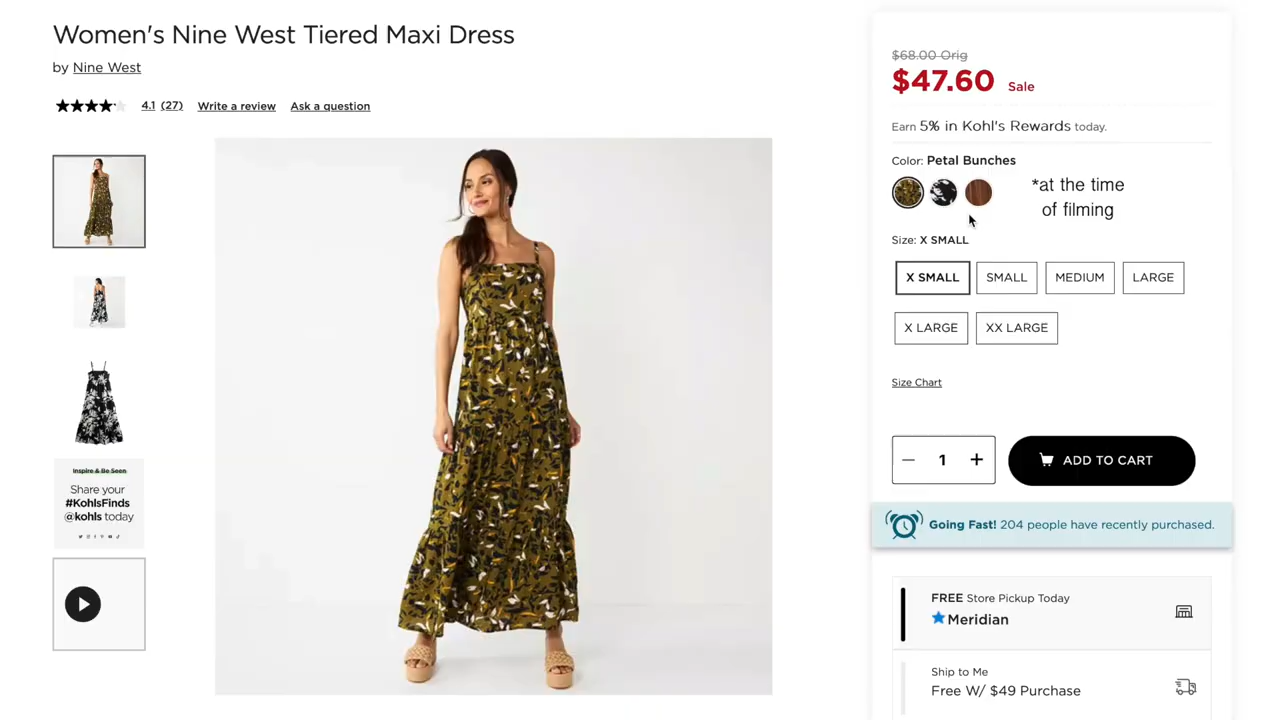 Women's Nine West Tiered Maxi Dress
by Nine West
4.1 (27) Write a review Ask a question
Inspire & Be Seen
Share your
#KohlsFinds
@kohls today
$68.00 Orig
$47.60 Sale
Earn 5% in Kohl's Rewards today.
Color: Petal Bunches
*at the time
of filming
Size: X SMALL
X SMALL SMALL MEDIUM LARGE
X LARGE XX LARGE
Size Chart
1 ADD TO CART
Going Fast! 204 people have recently purchased.
FREE Store Pickup Today
Meridian
Ship to Me
Free W/ $49 Purchase